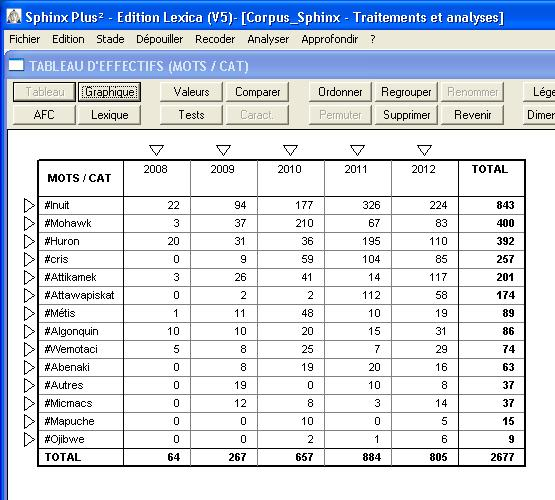 Sphinx Plus² - Edition Lexica (V5)- [Corpus_Sphinx - Traitements et analyses]
Fichier Edition Stade Dépouiller Recoder Analyser Approfondir ?
TABLEAU D'EFFECTIFS (MOTS / CAT)
Tableau Graphique Valeurs Comparer Ordonner Regrouper Renommer Lége
AFC Lexique Tests Caract. Permuter Supprimer Revenir Dimen
MOTS / CAT 2008 2009 2010 2011 2012 TOTAL
#Inuit 22 94 177 326 224 843
#Mohawk 3 37 210 67 83 400
#Huron 20 31 36 195 110 392
#cris 0 9 59 104 85 257
#Attikamek 3 26 41 14 117 201
#Attawapiskat 0 2 2 112 58 174
#Métis 1 11 48 10 19 89
#Algonquin 10 10 20 15 31 86
#Wemotaci 5 8 25 7 29 74
#Abenaki 0 8 19 20 16 63
#Autres 0 19 0 10 8 37
#Micmacs 0 12 8 3 14 37
#Mapuche 0 0 10 0 5 15
#Ojibwe 0 0 2 1 6 9
TOTAL 64 267 657 884 805 2677